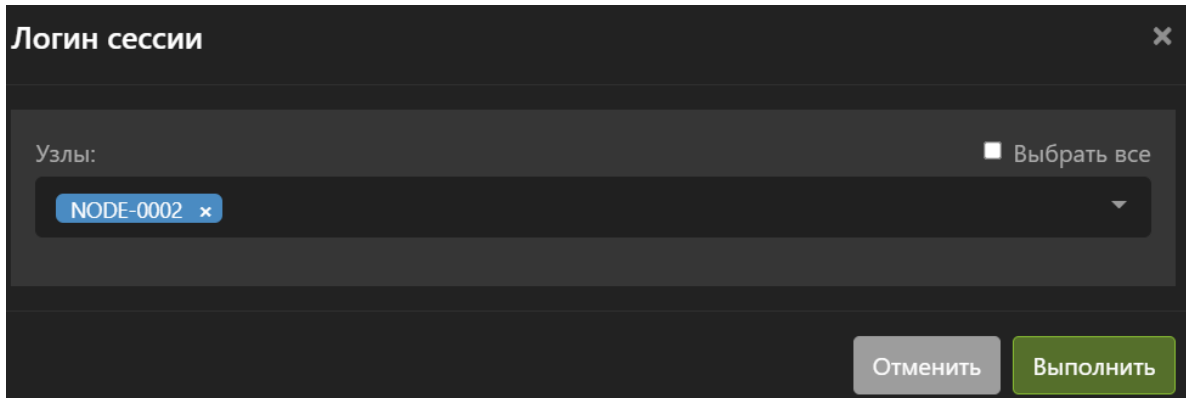 Логин сессии
Узлы:
Выбрать все
NODE-0002
Отменить
Выполнить